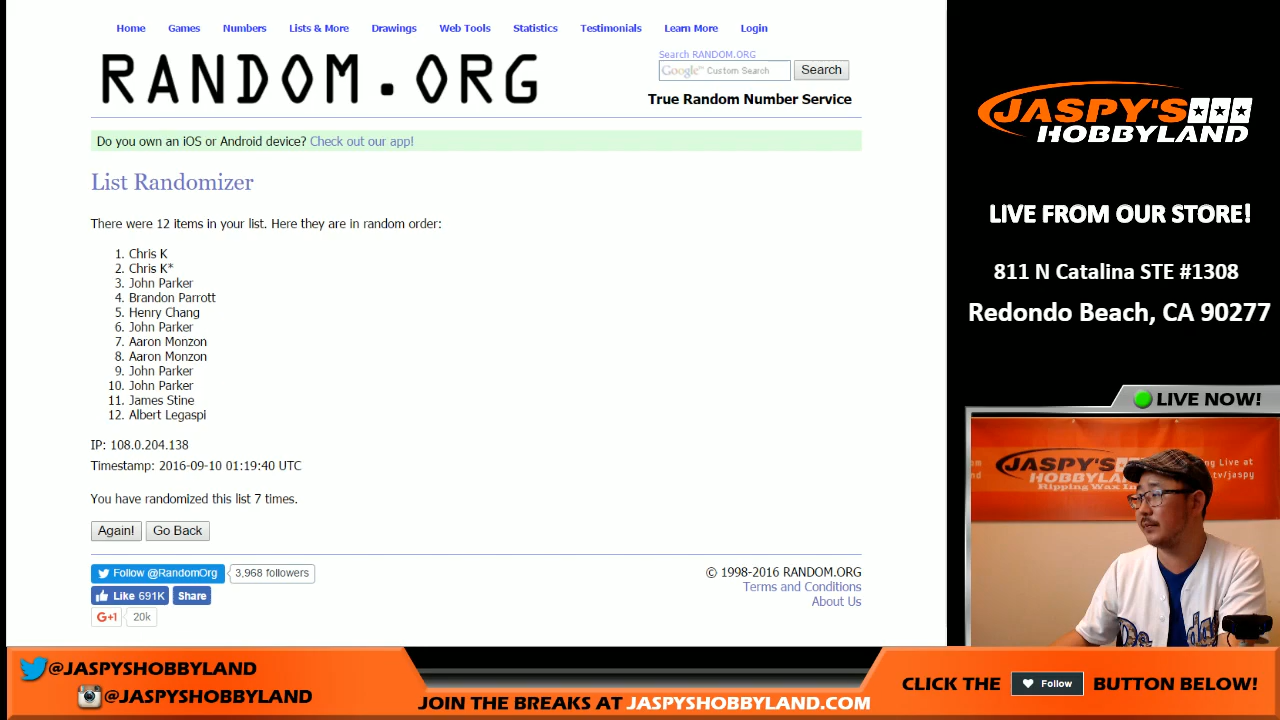 Home Games Numbers Lists & More Drawings Web Tools Statistics Testimonials Learn More Login
RANDOM.ORG
Search RANDOM.ORG
Google™ Custom Search Search
True Random Number Service
Do you own an iOS or Android device? Check out our app!
List Randomizer
There were 12 items in your list. Here they are in random order:
1. Chris K
2. Chris K*
3. John Parker
4. Brandon Parrott
5. Henry Chang
6. John Parker
7. Aaron Monzon
8. Aaron Monzon
9. John Parker
10. John Parker
11. James Stine
12. Albert Legaspi
IP: 108.0.204.138
Timestamp: 2016-09-10 01:19:40 UTC
You have randomized this list 7 times.
Again! Go Back
Follow @RandomOrg 3,968 followers
Like 691K Share
G+1 20k
© 1998-2016 RANDOM.ORG
Terms and Conditions
About Us
JASPY'S
HOBBYLAND
LIVE FROM OUR STORE!
811 N Catalina STE #1308
Redondo Beach, CA 90277
LIVE NOW!
JASPY'S
HOBBYLAND
ing Live at
tv/jaspy
@JASPYSHOBBYLAND
@JASPYSHOBBYLAND
JOIN THE BREAKS AT JASPYSHOBBYLAND.COM
CLICK THE Follow BUTTON BELOW!